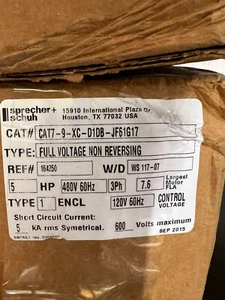 sprecher+
schuh
15910 International Plaza Dr
Houston, TX 77032 USA
CAT# CAT7-9-XC-D1DB-JF61G17
TYPE: FULL VOLTAGE NON REVERSING
REF# 164250 W/D WS 117-07
5 HP 480V 60Hz 3Ph 7.6 Largest Motor FLA
TYPE 1 ENCL 120V 60Hz CONTROL VOLTAGE
Short Circuit Current:
5 kA rms Symetrical. 600 Volts maximum
SEP 2015